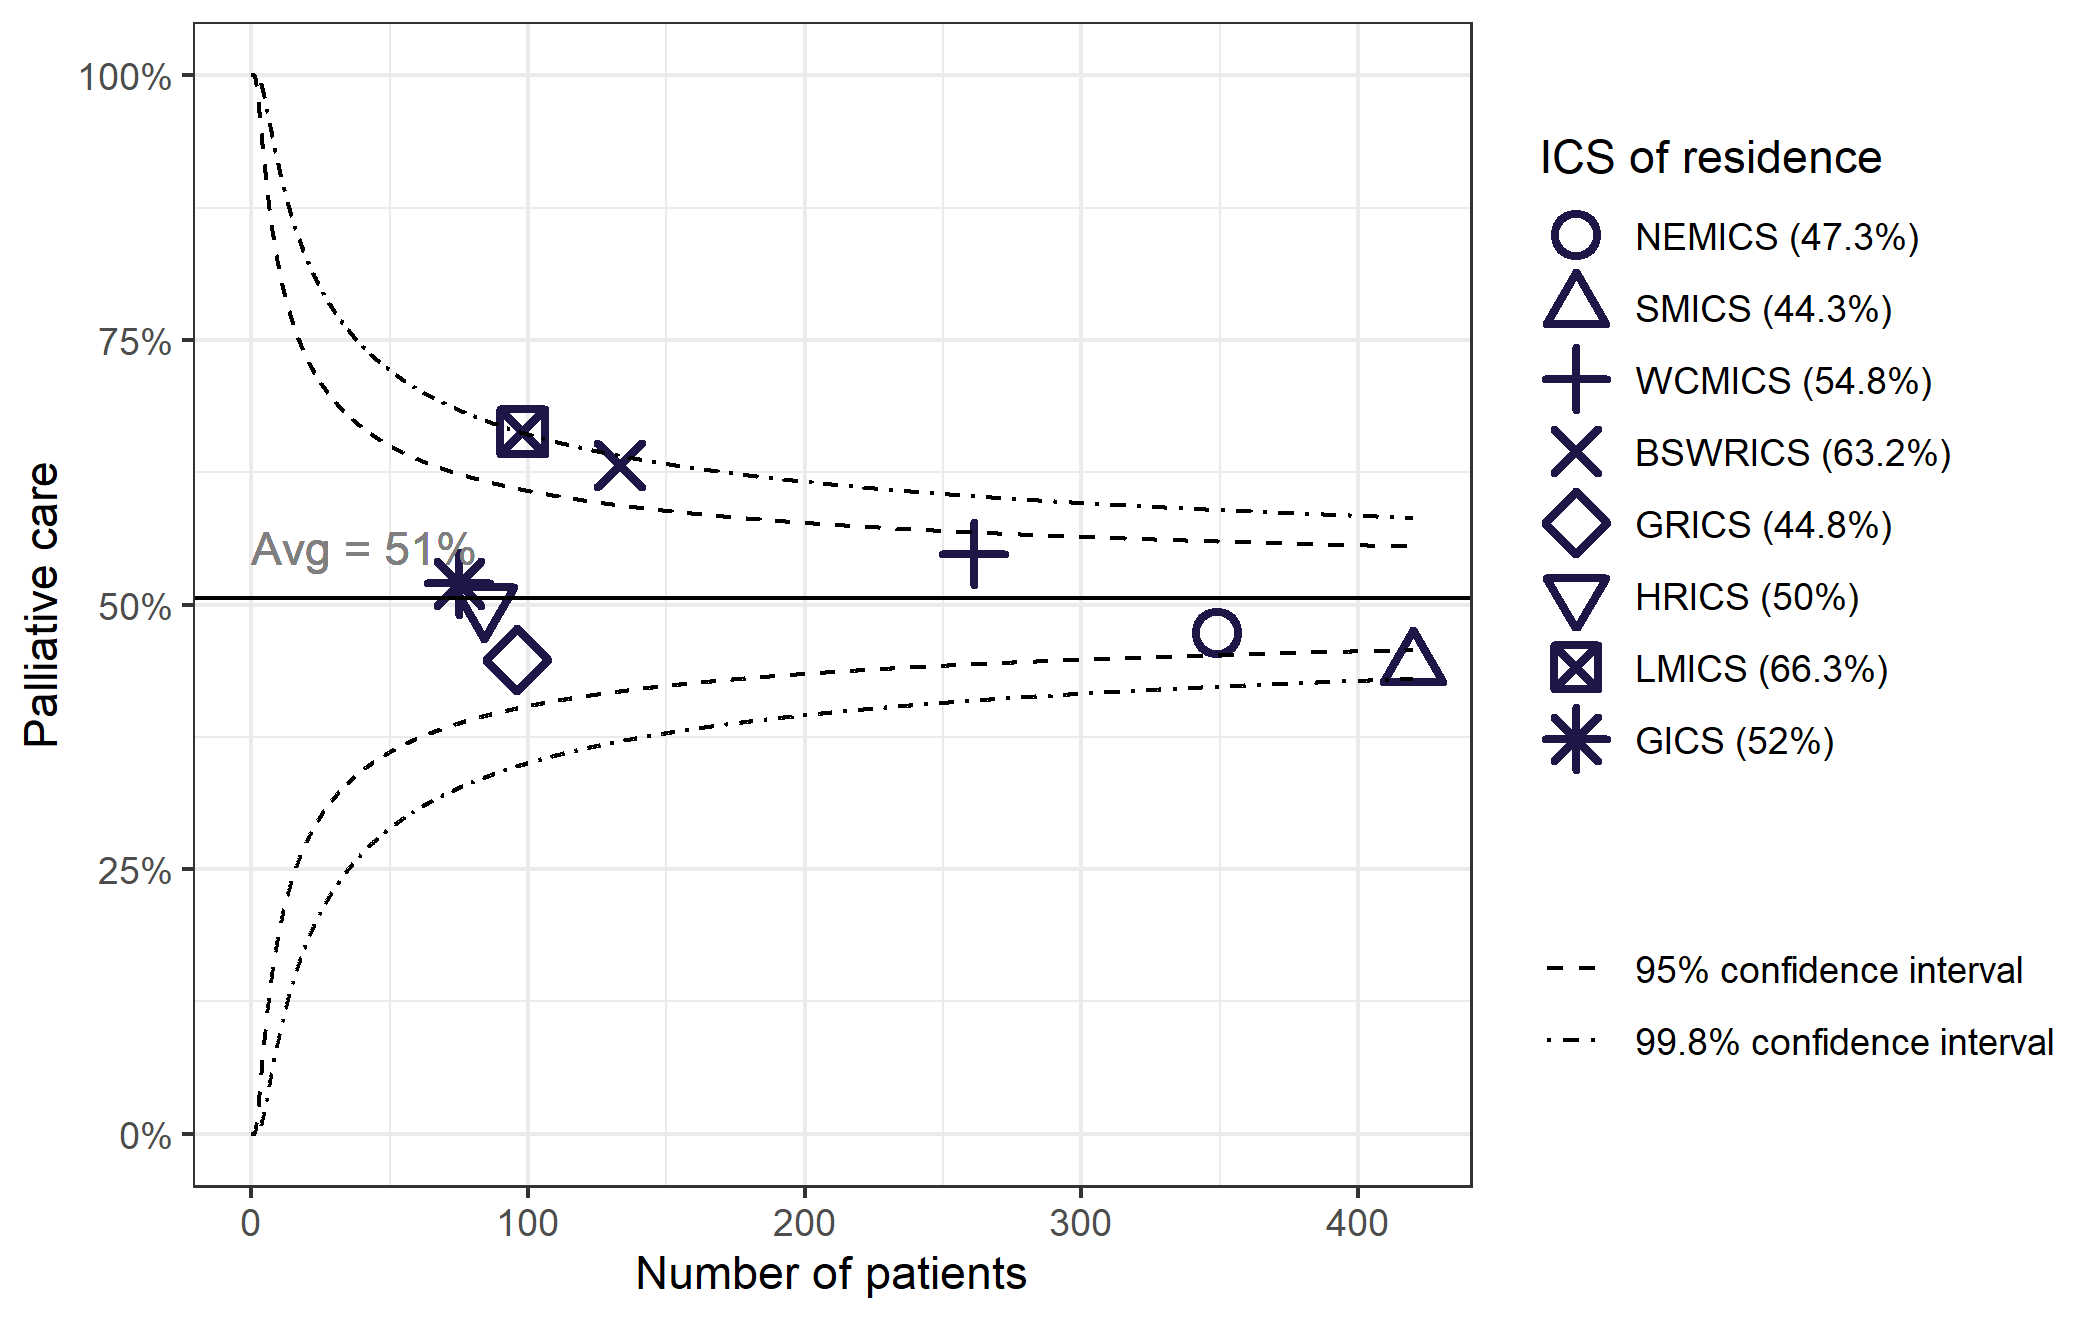 Palliative care
100%
75%
50%
25%
0%
Avg = 51%
0
100
200
300
400
Number of patients
ICS of residence
NEMICS (47.3%)
SMICS (44.3%)
WCMICS (54.8%)
BSWRICS (63.2%)
GRICS (44.8%)
HRICS (50%)
LMICS (66.3%)
GICS (52%)
95% confidence interval
99.8% confidence interval